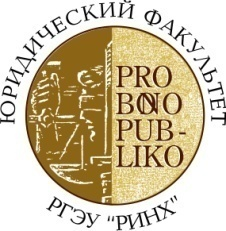 ЮРИДИЧЕСКИЙ ФАКУЛЬТЕТ
PRO
BONO
PUB-
LIKO
РГЭУ "РИНХ"